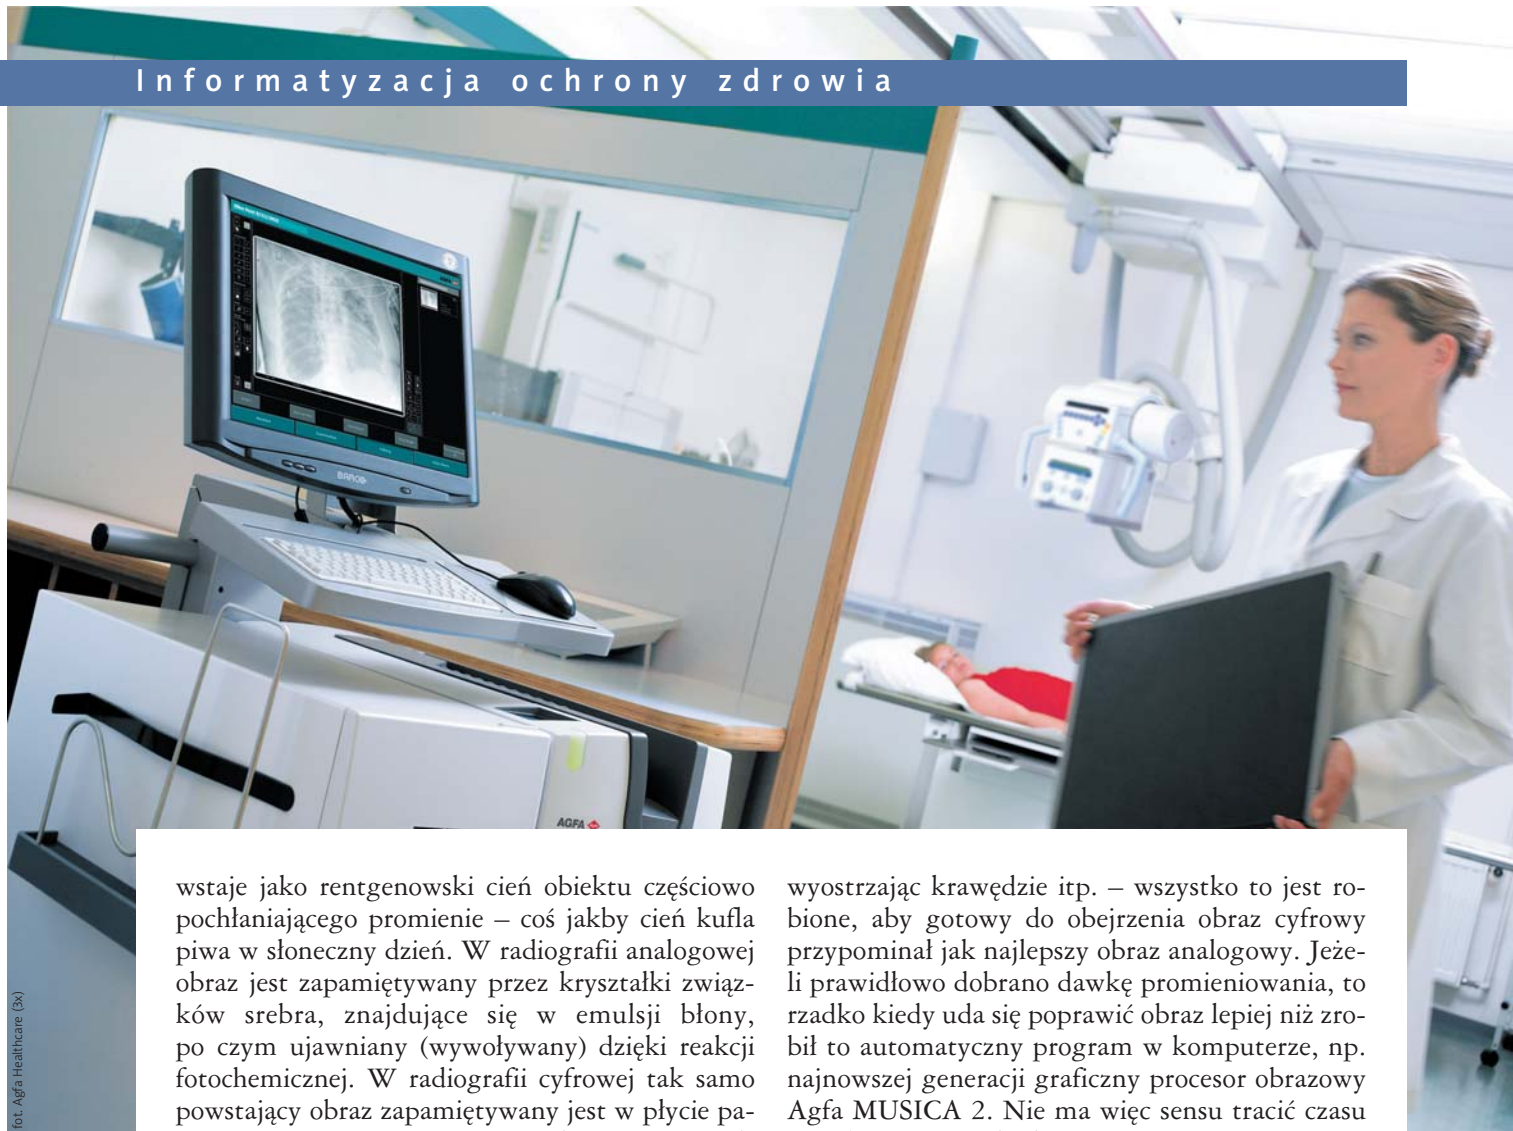 Informatyzacja ochrony zdrowia
BARCO
AGFA
wstaje jako rentgenowski cień obiektu częściowo
pochłaniającego promienie – coś jakby cień kufla
piwa w słoneczny dzień. W radiografii analogowej
obraz jest zapamiętywany przez kryształki związ-
ków srebra, znajdujące się w emulsji błony,
po czym ujawniany (wywoływany) dzięki reakcji
fotochemicznej. W radiografii cyfrowej tak samo
powstający obraz zapamiętywany jest w płycie pa-
wyostrzając krawędzie itp. – wszystko to jest ro-
bione, aby gotowy do obejrzenia obraz cyfrowy
przypominał jak najlepszy obraz analogowy. Jeże-
li prawidłowo dobrano dawkę promieniowania, to
rzadko kiedy uda się poprawić obraz lepiej niż zro-
bił to automatyczny program w komputerze, np.
najnowszej generacji graficzny procesor obrazowy
Agfa MUSICA 2. Nie ma więc sensu tracić czasu
fot. Agfa Healthcare (3x)